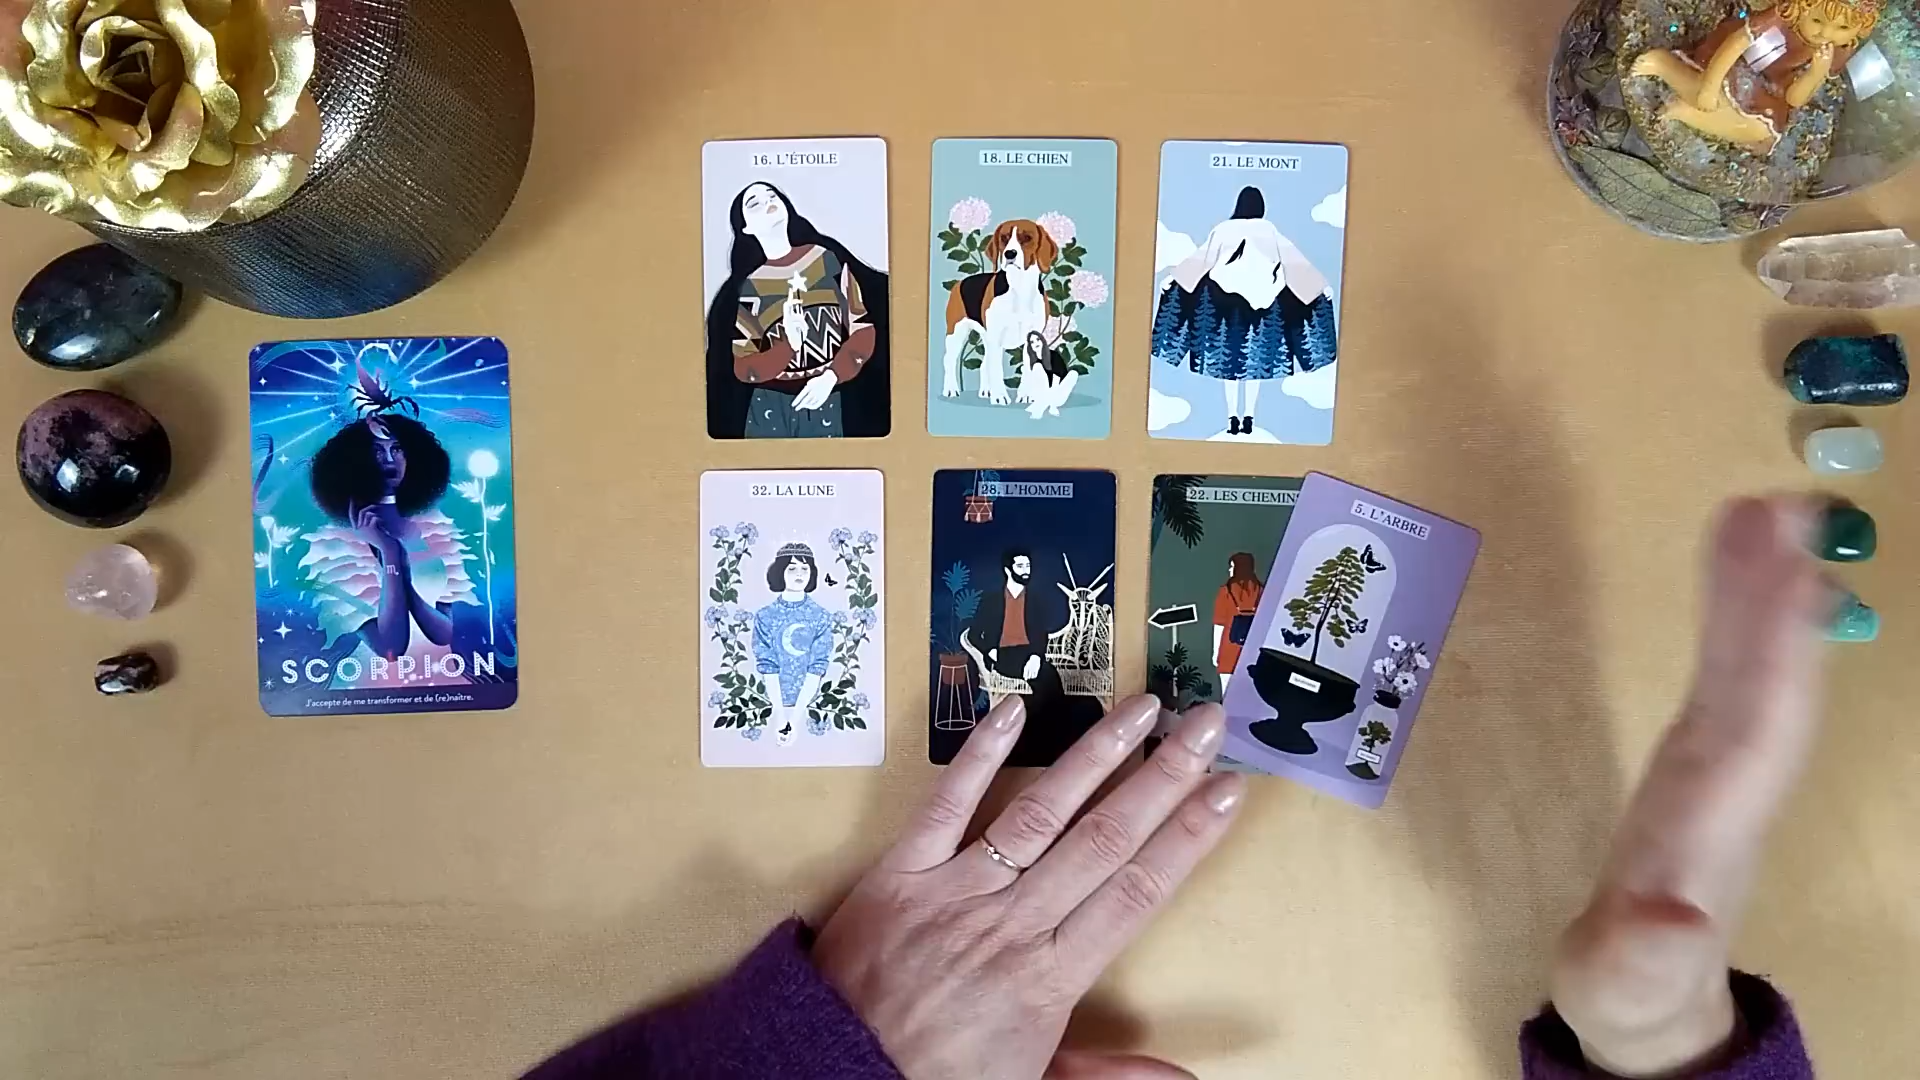 16. L'ÉTOILE
18. LE CHIEN
21. LE MONT
32. LA LUNE
28. L'HOMME
22. LES CHEMINS
5. L'ARBRE
♏
SCORPION
J'accepte de me transformer et de (re)naître.